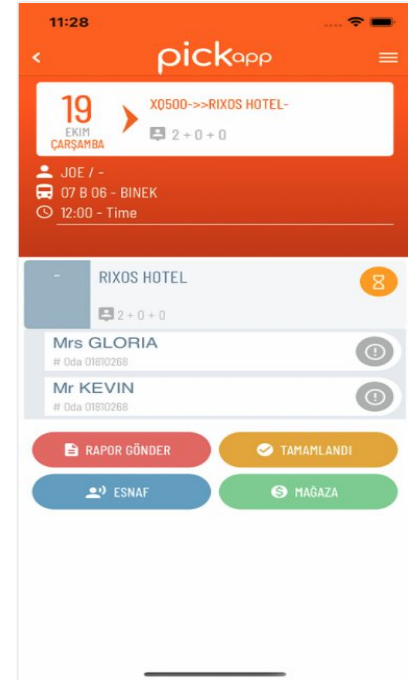 11:28
pickapp
19
EKİM
ÇARŞAMBA
XQ500->>RIXOS HOTEL-
2 + 0 + 0
JOE / -
07 B 06 - BINEK
12:00 - Time
-
RIXOS HOTEL
2 + 0 + 0
Mrs GLORIA
# Oda 01810268
Mr KEVIN
# Oda 01810268
RAPOR GÖNDER
TAMAMLANDI
ESNAF
MAĞAZA